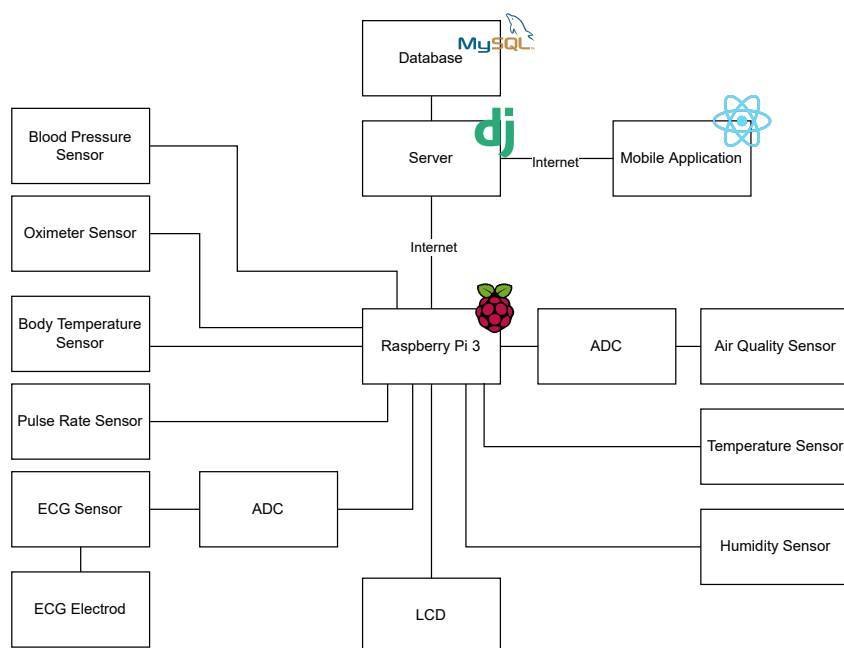 Database
MySQL
Blood Pressure
Sensor
dj
Server
Internet
Mobile Application
Oximeter Sensor
Internet
Body Temperature
Sensor
Raspberry Pi 3
ADC
Air Quality Sensor
Pulse Rate Sensor
Temperature Sensor
ECG Sensor
ADC
Humidity Sensor
ECG Electrod
LCD